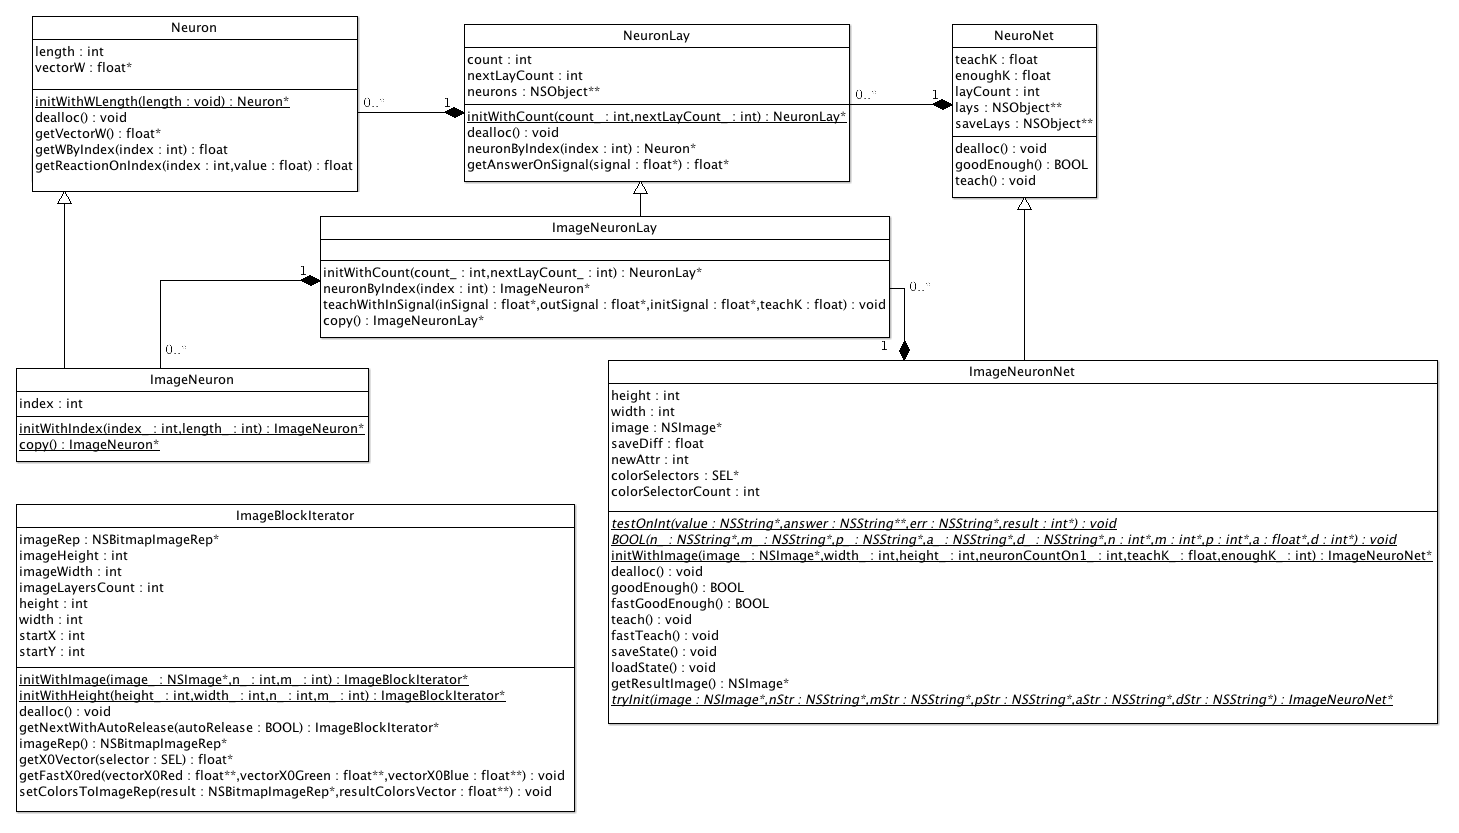 Neuron
length : int
vectorW : float*
initWithWLength(length : void) : Neuron*
dealloc() : void
getVectorW() : float*
getWByIndex(index : int) : float
getReactionOnIndex(index : int,value : float) : float
0..*
1
NeuronLay
count : int
nextLayCount : int
neurons : NSObject**
initWithCount(count_ : int,nextLayCount_ : int) : NeuronLay*
dealloc() : void
neuronByIndex(index : int) : Neuron*
getAnswerOnSignal(signal : float*) : float*
0..*
1
NeuroNet
teachK : float
enoughK : float
layCount : int
lays : NSObject**
saveLays : NSObject**
dealloc() : void
goodEnough() : BOOL
teach() : void
ImageNeuronLay
initWithCount(count_ : int,nextLayCount_ : int) : NeuronLay*
neuronByIndex(index : int) : ImageNeuron*
teachWithInSignal(inSignal : float*,outSignal : float*,initSignal : float*,teachK : float) : void
copy() : ImageNeuronLay*
1
0..*
0..*
1
ImageNeuron
index : int
initWithIndex(index_ : int,length_ : int) : ImageNeuron*
copy() : ImageNeuron*
ImageNeuronNet
height : int
width : int
image : NSImage*
saveDiff : float
newAttr : int
colorSelectors : SEL*
colorSelectorCount : int
testOnInt(value : NSString*,answer : NSString**,err : NSString*,result : int*) : void
BOOL(n_ : NSString*,m_ : NSString*,p_ : NSString*,a_ : NSString*,d_ : NSString*,n : int*,m : int*,p : int*,a : float*,d : int*) : void
initWithImage(image_ : NSImage*,width_ : int,height_ : int,neuronCountOn1_ : int,teachK_ : float,enoughK_ : int) : ImageNeuroNet*
dealloc() : void
goodEnough() : BOOL
fastGoodEnough() : BOOL
teach() : void
fastTeach() : void
saveState() : void
loadState() : void
getResultImage() : NSImage*
tryInit(image : NSImage*,nStr : NSString*,mStr : NSString*,pStr : NSString*,aStr : NSString*,dStr : NSString*) : ImageNeuroNet*
ImageBlockIterator
imageRep : NSBitmapImageRep*
imageHeight : int
imageWidth : int
imageLayersCount : int
height : int
width : int
startX : int
startY : int
initWithImage(image_ : NSImage*,n_ : int,m_ : int) : ImageBlockIterator*
initWithHeight(height_ : int,width_ : int,n_ : int,m_ : int) : ImageBlockIterator*
dealloc() : void
getNextWithAutoRelease(autoRelease : BOOL) : ImageBlockIterator*
imageRep() : NSBitmapImageRep*
getX0Vector(selector : SEL) : float*
getFastX0red(vectorX0Red : float**,vectorX0Green : float**,vectorX0Blue : float**) : void
setColorsToImageRep(result : NSBitmapImageRep*,resultColorsVector : float**) : void